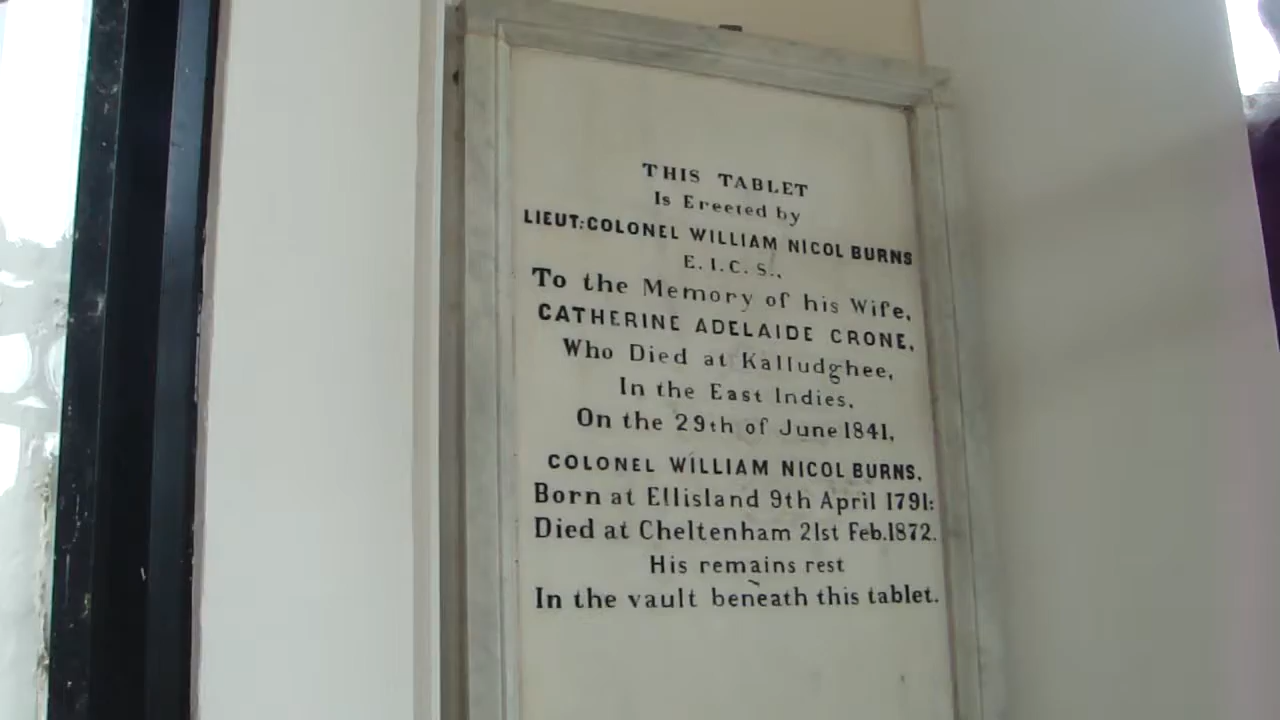 THIS TABLET
Is Erected by
LIEUT:COLONEL WILLIAM NICOL BURNS
E. I. C. S.,
To the Memory of his Wife,
CATHERINE ADELAIDE CRONE,
Who Died at Kalludghee,
In the East Indies,
On the 29th of June 1841,
COLONEL WILLIAM NICOL BURNS,
Born at Ellisland 9th April 1791:
Died at Cheltenham 21st Feb.1872.
His remains rest
In the vault beneath this tablet.